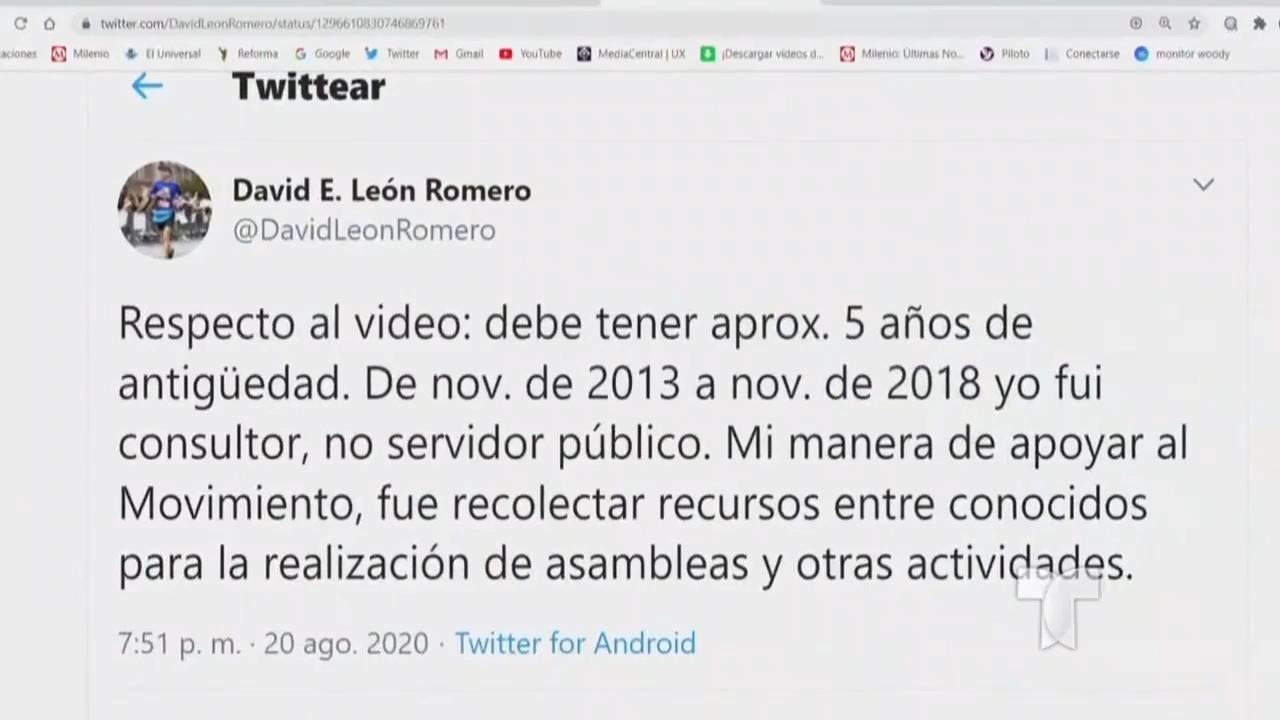 twitter.com/DavidLeonRomero/status/1296610830746869761
aciones Milenio El Universal Reforma Google Twitter Gmail YouTube MediaCentral | UX ¡Descargar vídeos d... Milenio: Últimas No... Piloto Conectarse monitor woody
Twittear
David E. León Romero
@DavidLeonRomero
Respecto al video: debe tener aprox. 5 años de
antigüedad. De nov. de 2013 a nov. de 2018 yo fui
consultor, no servidor público. Mi manera de apoyar al
Movimiento, fue recolectar recursos entre conocidos
para la realización de asambleas y otras actividades.
7:51 p. m. · 20 ago. 2020 · Twitter for Android